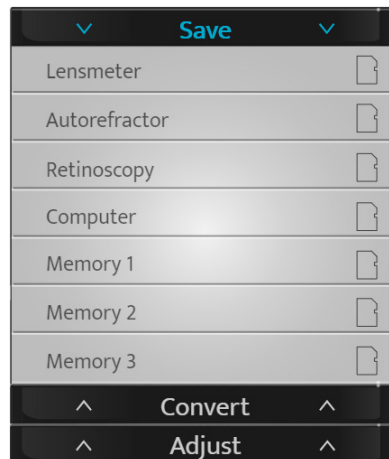 Save
Lensmeter
Autorefractor
Retinoscopy
Computer
Memory 1
Memory 2
Memory 3
Convert
Adjust